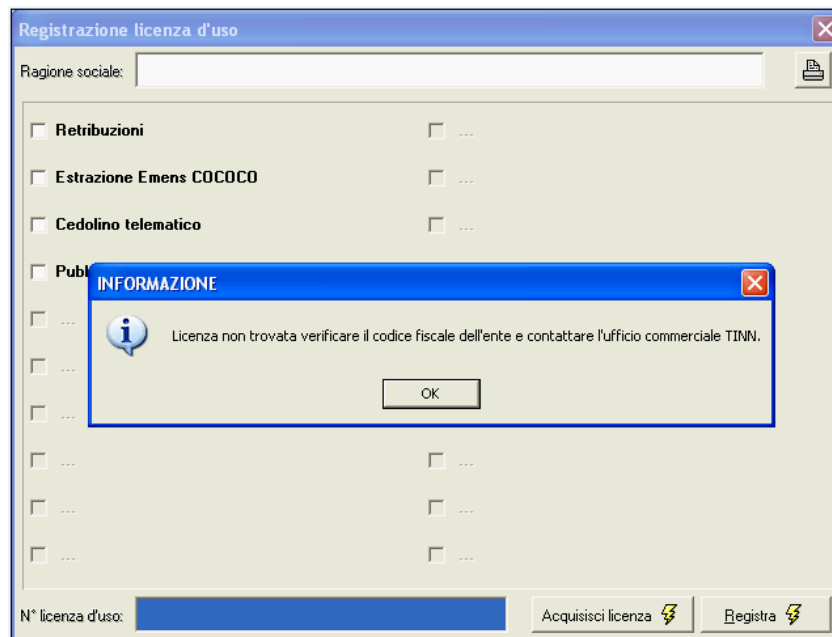 Registrazione licenza d'uso
Ragione sociale:
Retribuzioni
...
Estrazione Emens COCOCO
...
Cedolino telematico
...
INFORMAZIONE
Licenza non trovata verificare il codice fiscale dell'ente e contattare l'ufficio commerciale TINN.
OK
...
...
...
...
...
...
...
...
...
N° licenza d'uso:
Acquisisci licenza
Registra